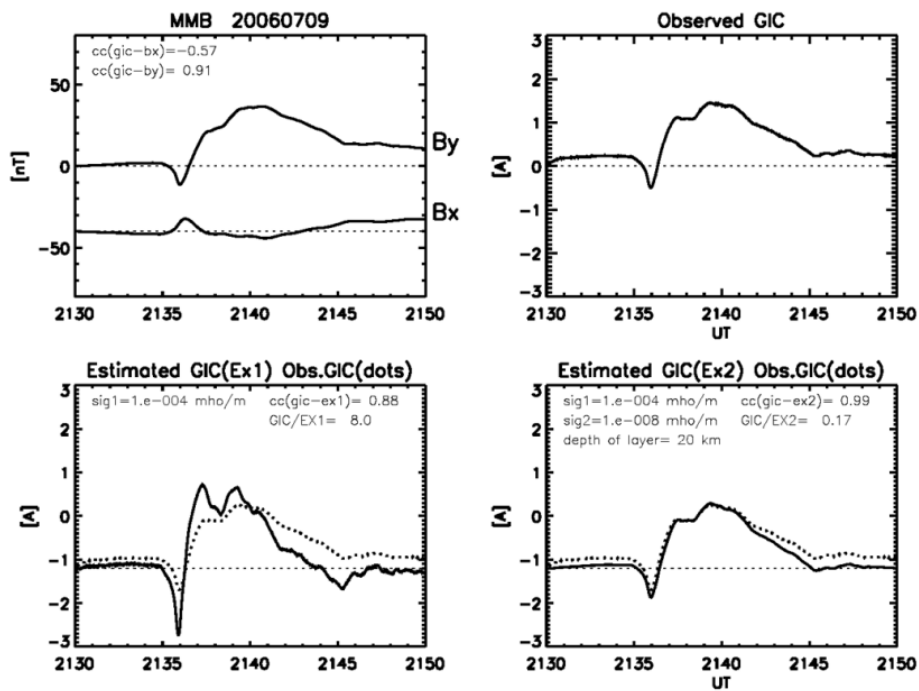 MMB 20060709
cc(gic-bx)=-0.57
cc(gic-by)= 0.91
50
0
-50
[nT]
By
Bx
2130 2135 2140 2145 2150
Observed GIC
3
2
1
0
-1
-2
-3
[A]
2130 2135 2140 2145 2150
UT
Estimated GIC(Ex1) Obs.GIC(dots)
sig1=1.e-004 mho/m cc(gic-ex1)= 0.88
GIC/EX1= 8.0
3
2
1
0
-1
-2
-3
[A]
2130 2135 2140 2145 2150
Estimated GIC(Ex2) Obs.GIC(dots)
sig1=1.e-004 mho/m cc(gic-ex2)= 0.99
sig2=1.e-008 mho/m GIC/EX2= 0.17
depth of layer= 20 km
3
2
1
0
-1
-2
-3
[A]
2130 2135 2140 2145 2150
UT